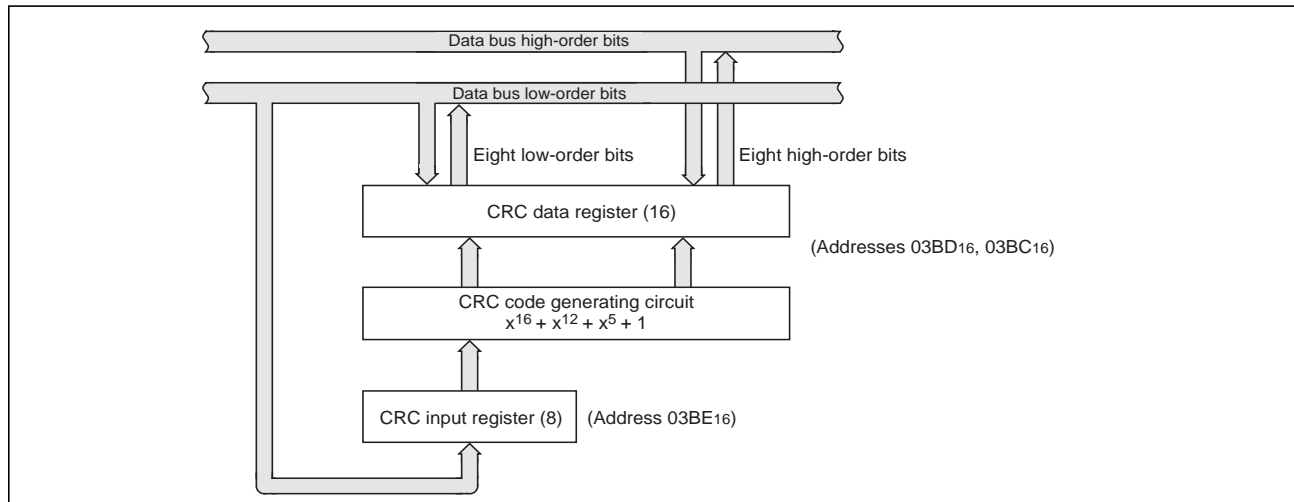 Data bus high-order bits
Data bus low-order bits
Eight low-order bits
Eight high-order bits
CRC data register (16)
(Addresses 03BD16, 03BC16)
CRC code generating circuit
x16 + x12 + x5 + 1
CRC input register (8)
(Address 03BE16)